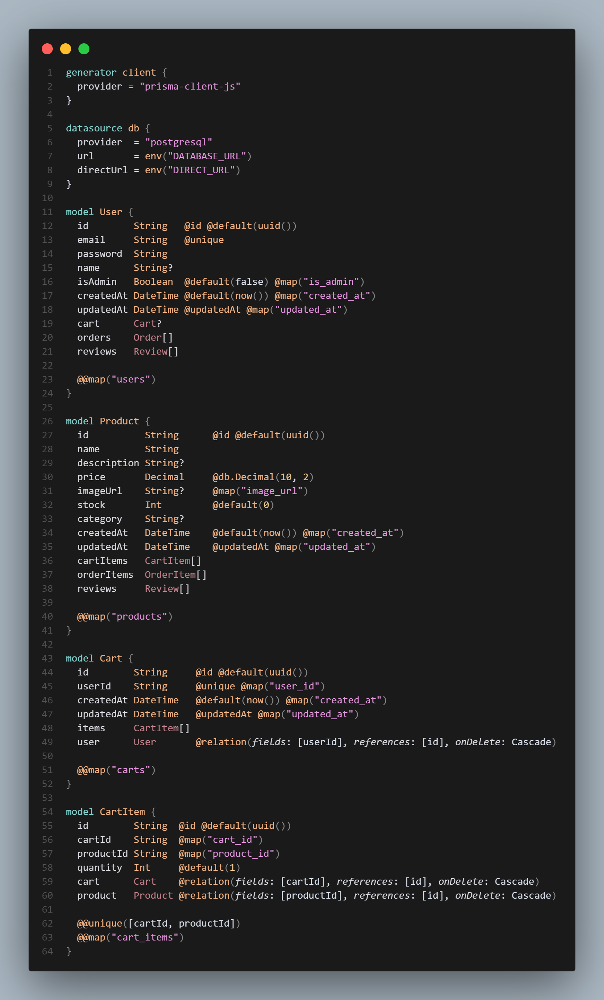 1 generator client {
2   provider = "prisma-client-js"
3 }
4
5 datasource db {
6   provider  = "postgresql"
7   url       = env("DATABASE_URL")
8   directUrl = env("DIRECT_URL")
9 }
10
11 model User {
12   id        String   @id @default(uuid())
13   email     String   @unique
14   password  String
15   name      String?
16   isAdmin   Boolean  @default(false) @map("is_admin")
17   createdAt DateTime @default(now()) @map("created_at")
18   updatedAt DateTime @updatedAt @map("updated_at")
19   cart      Cart?
20   orders    Order[]
21   reviews   Review[]
22
23   @@map("users")
24 }
25
26 model Product {
27   id          String      @id @default(uuid())
28   name        String
29   description String?
30   price       Decimal     @db.Decimal(10, 2)
31   imageUrl    String?     @map("image_url")
32   stock       Int         @default(0)
33   category    String?
34   createdAt   DateTime    @default(now()) @map("created_at")
35   updatedAt   DateTime    @updatedAt @map("updated_at")
36   cartItems   CartItem[]
37   orderItems  OrderItem[]
38   reviews     Review[]
39
40   @@map("products")
41 }
42
43 model Cart {
44   id        String     @id @default(uuid())
45   userId    String     @unique @map("user_id")
46   createdAt DateTime   @default(now()) @map("created_at")
47   updatedAt DateTime   @updatedAt @map("updated_at")
48   items     CartItem[]
49   user      User       @relation(fields: [userId], references: [id], onDelete: Cascade)
50
51   @@map("carts")
52 }
53
54 model CartItem {
55   id        String  @id @default(uuid())
56   cartId    String  @map("cart_id")
57   productId String  @map("product_id")
58   quantity  Int     @default(1)
59   cart      Cart    @relation(fields: [cartId], references: [id], onDelete: Cascade)
60   product   Product @relation(fields: [productId], references: [id], onDelete: Cascade)
61
62   @@unique([cartId, productId])
63   @@map("cart_items")
64 }